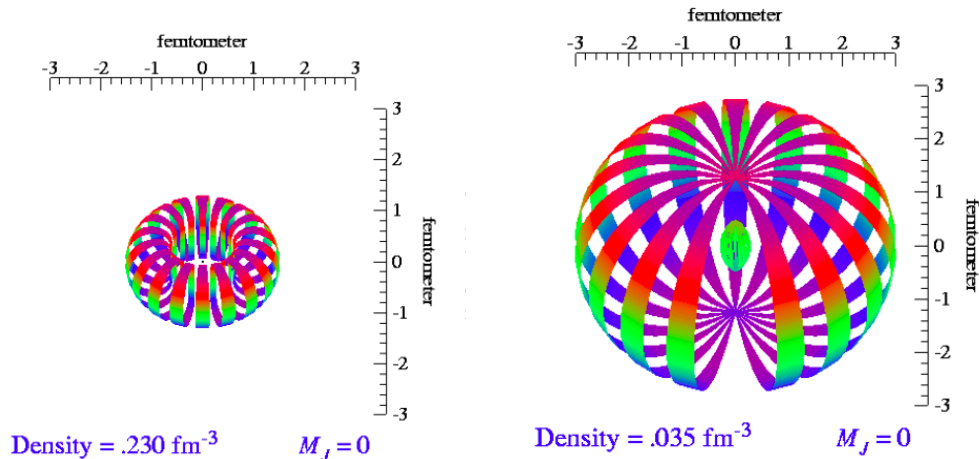 femtometer
-3 -2 -1 0 1 2 3
3
2
1
0
-1
-2
-3
femtometer
Density = .230 fm-3 MJ = 0
femtometer
-3 -2 -1 0 1 2 3
3
2
1
0
-1
-2
-3
femtometer
Density = .035 fm-3 MJ = 0